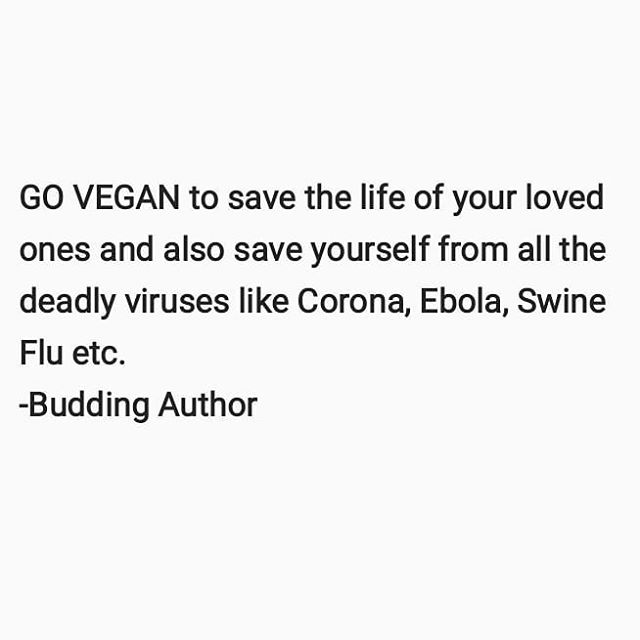 GO VEGAN to save the life of your loved
ones and also save yourself from all the
deadly viruses like Corona, Ebola, Swine
Flu etc.
-Budding Author